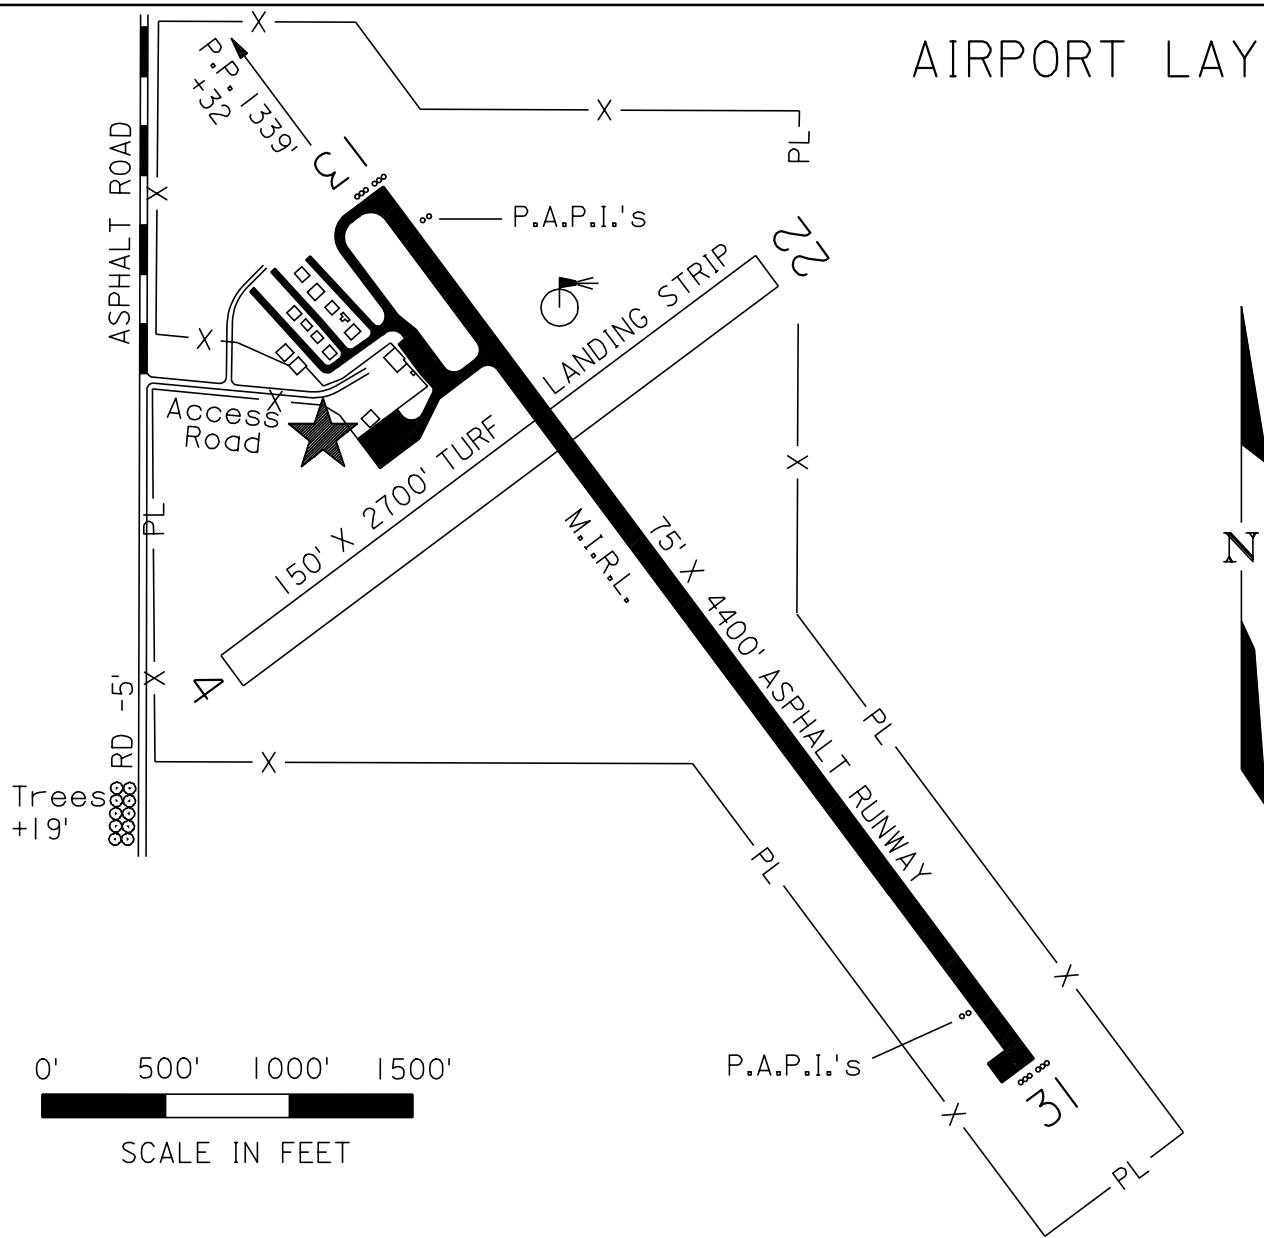 AIRPORT LAY
X
P.P. 1339'
+32
X
PL
13
ASPHALT ROAD
X
P.A.P.I.'s
22
LANDING STRIP
X
Access
Road
X
150' X 2700' TURF
X
PL
M.I.R.L.
75' X 4400' ASPHALT RUNWAY
N
X
4
RD -5'
X
PL
Trees
+19'
PL
X
P.A.P.I.'s
31
X
PL
0' 500' 1000' 1500'
SCALE IN FEET